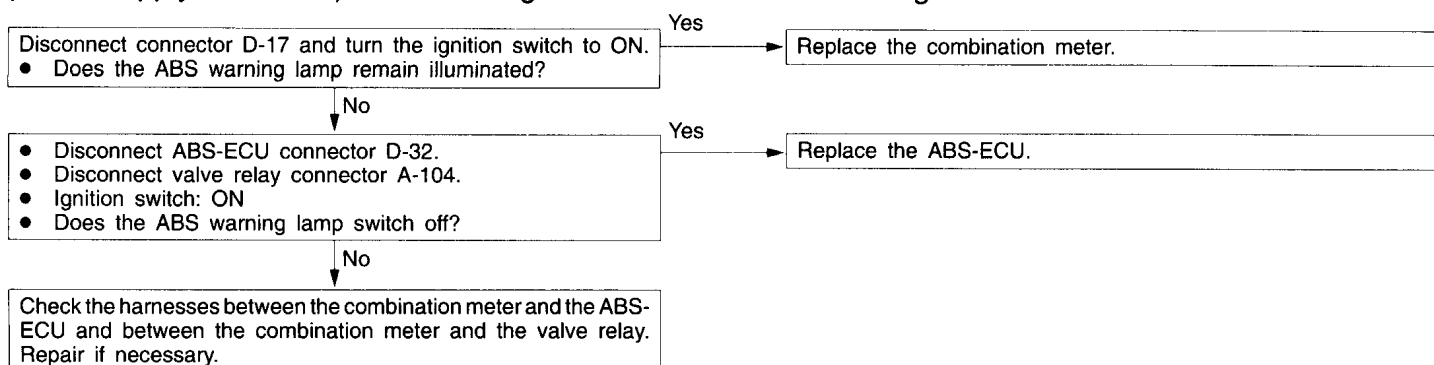 Yes
Disconnect connector D-17 and turn the ignition switch to ON.
● Does the ABS warning lamp remain illuminated?
Replace the combination meter.
No
Yes
● Disconnect ABS-ECU connector D-32.
● Disconnect valve relay connector A-104.
● Ignition switch: ON
● Does the ABS warning lamp switch off?
Replace the ABS-ECU.
No
Check the harnesses between the combination meter and the ABS-
ECU and between the combination meter and the valve relay.
Repair if necessary.